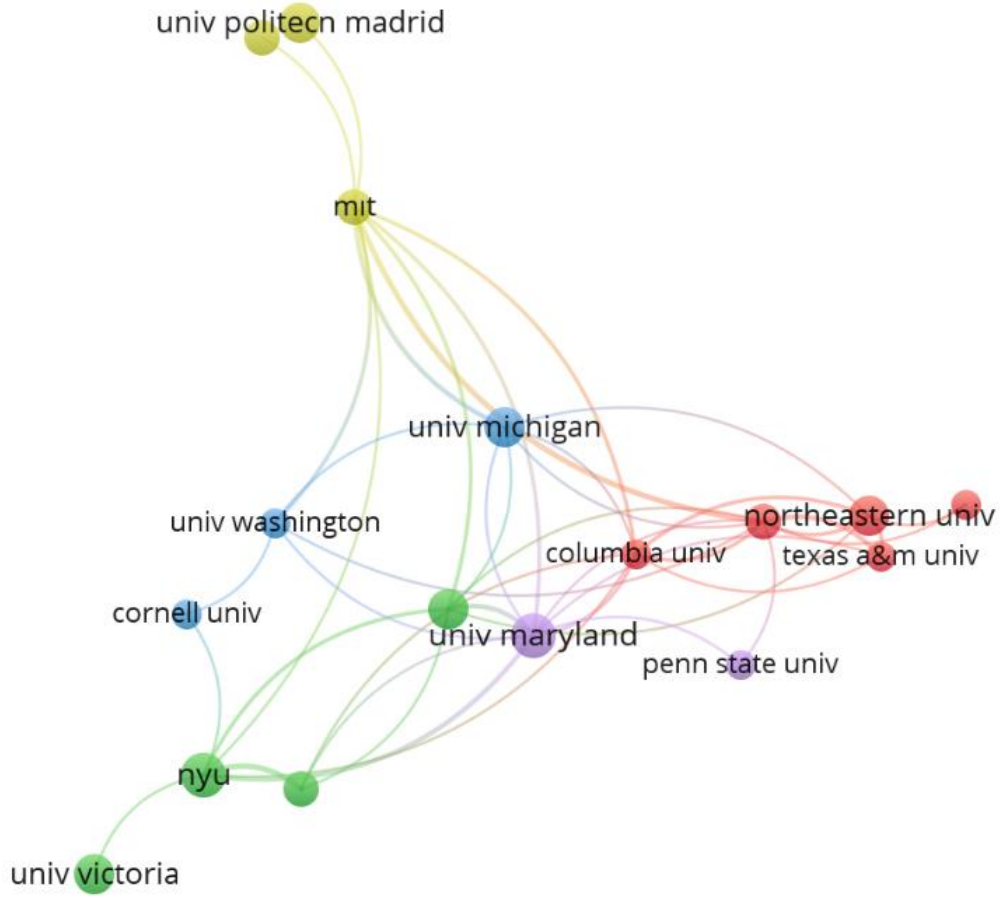 univ politecn madrid
mit
univ michigan
northeastern univ
univ washington
columbia univ
texas a&m univ
cornell univ
univ maryland
penn state univ
nyu
univ victoria